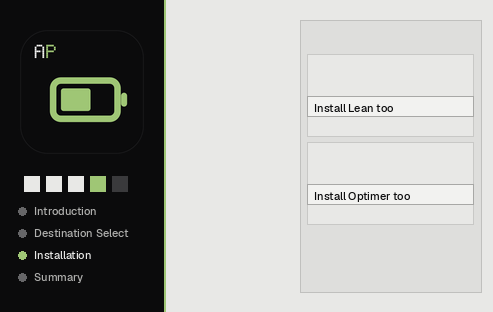 AP
Introduction
Destination Select
Installation
Summary
Install Lean too
Install Optimer too